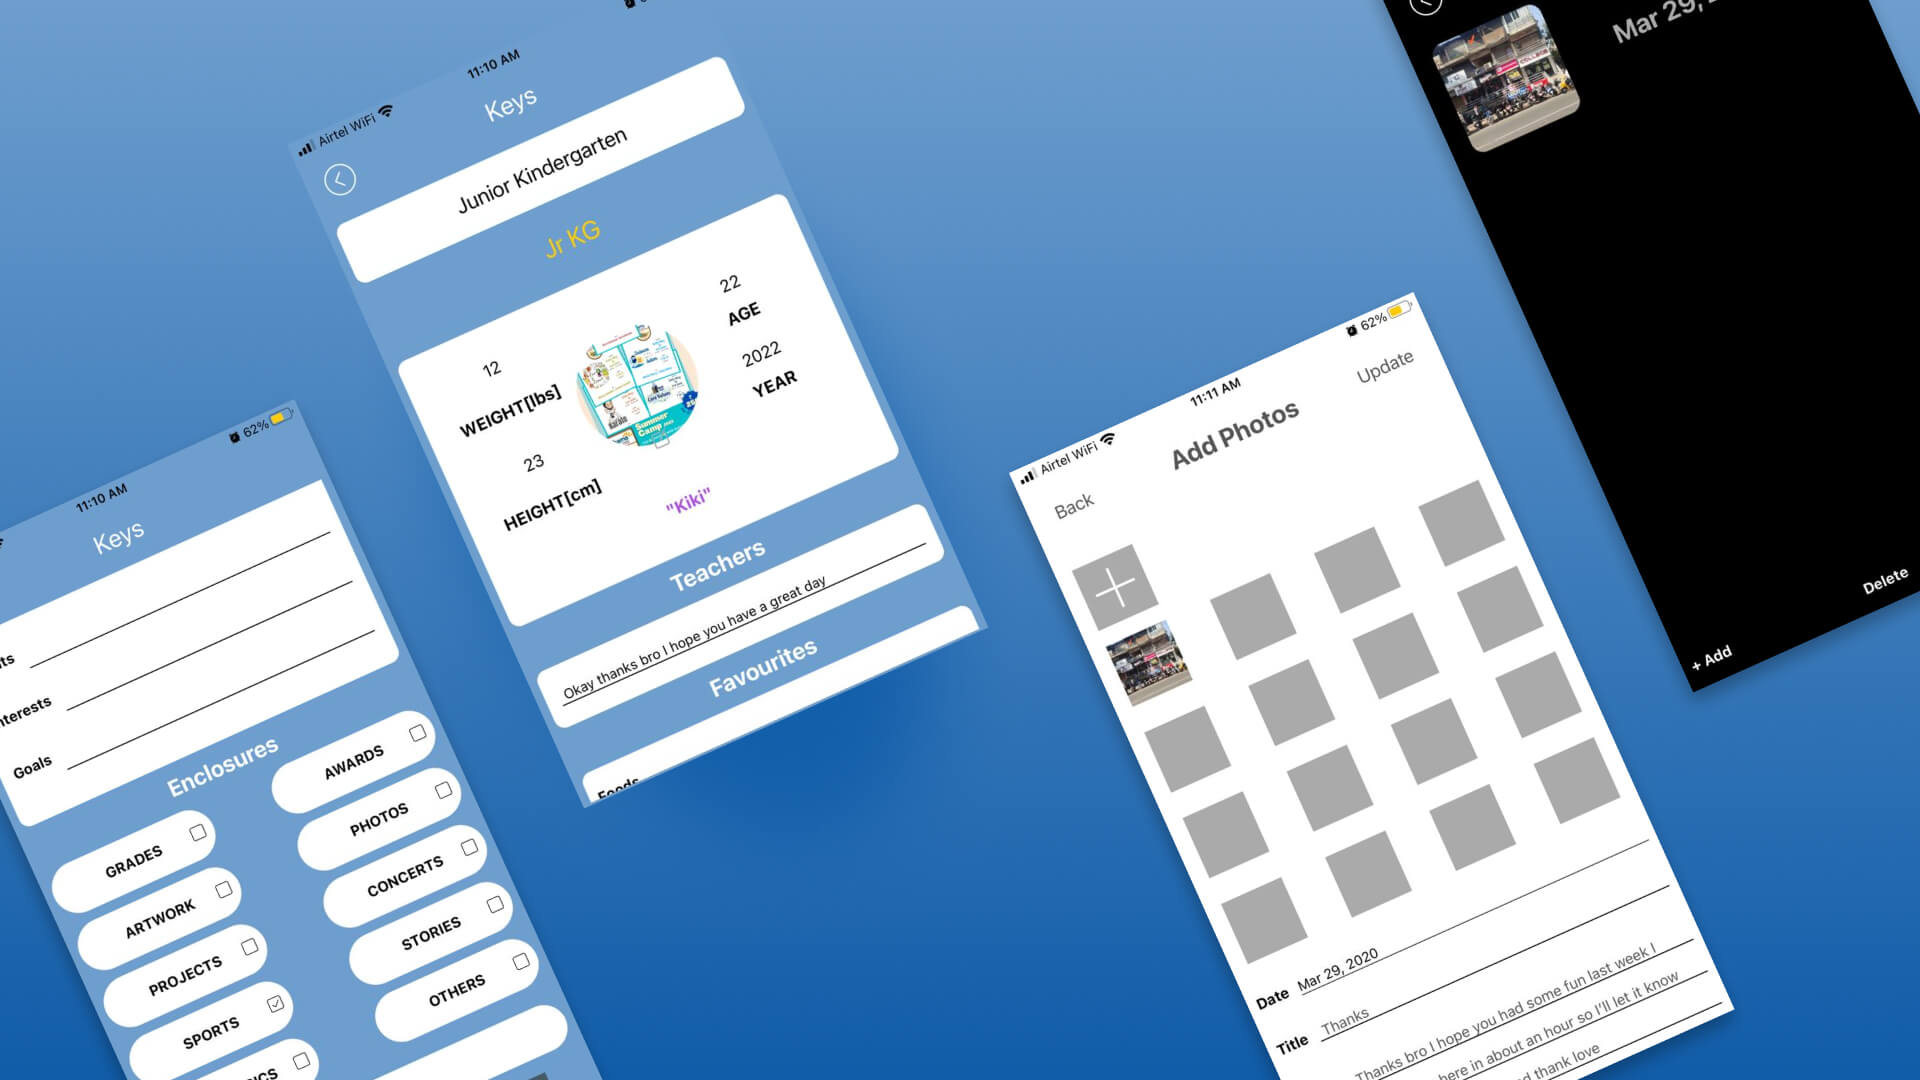 11:10 AM
62%
Keys
Goals
Enclosures
GRADES
AWARDS
ARTWORK
PHOTOS
PROJECTS
CONCERTS
SPORTS
STORIES
OTHERS
Airtel WiFi
11:10 AM
Keys
Junior Kindergarten
Jr KG
12
WEIGHT[lbs]
23
HEIGHT[cm]
22
AGE
2022
YEAR
Summer
Camp
"Kiki"
Teachers
Okay thanks bro I hope you have a great day
Favourites
Foods
Airtel WiFi
11:11 AM
62%
Back
Add Photos
Update
Date Mar 29, 2020
Title Thanks
Thanks bro I hope you had some fun last week I
here in about an hour so I'll let it know
thank love
Mar 29,
+ Add
Delete